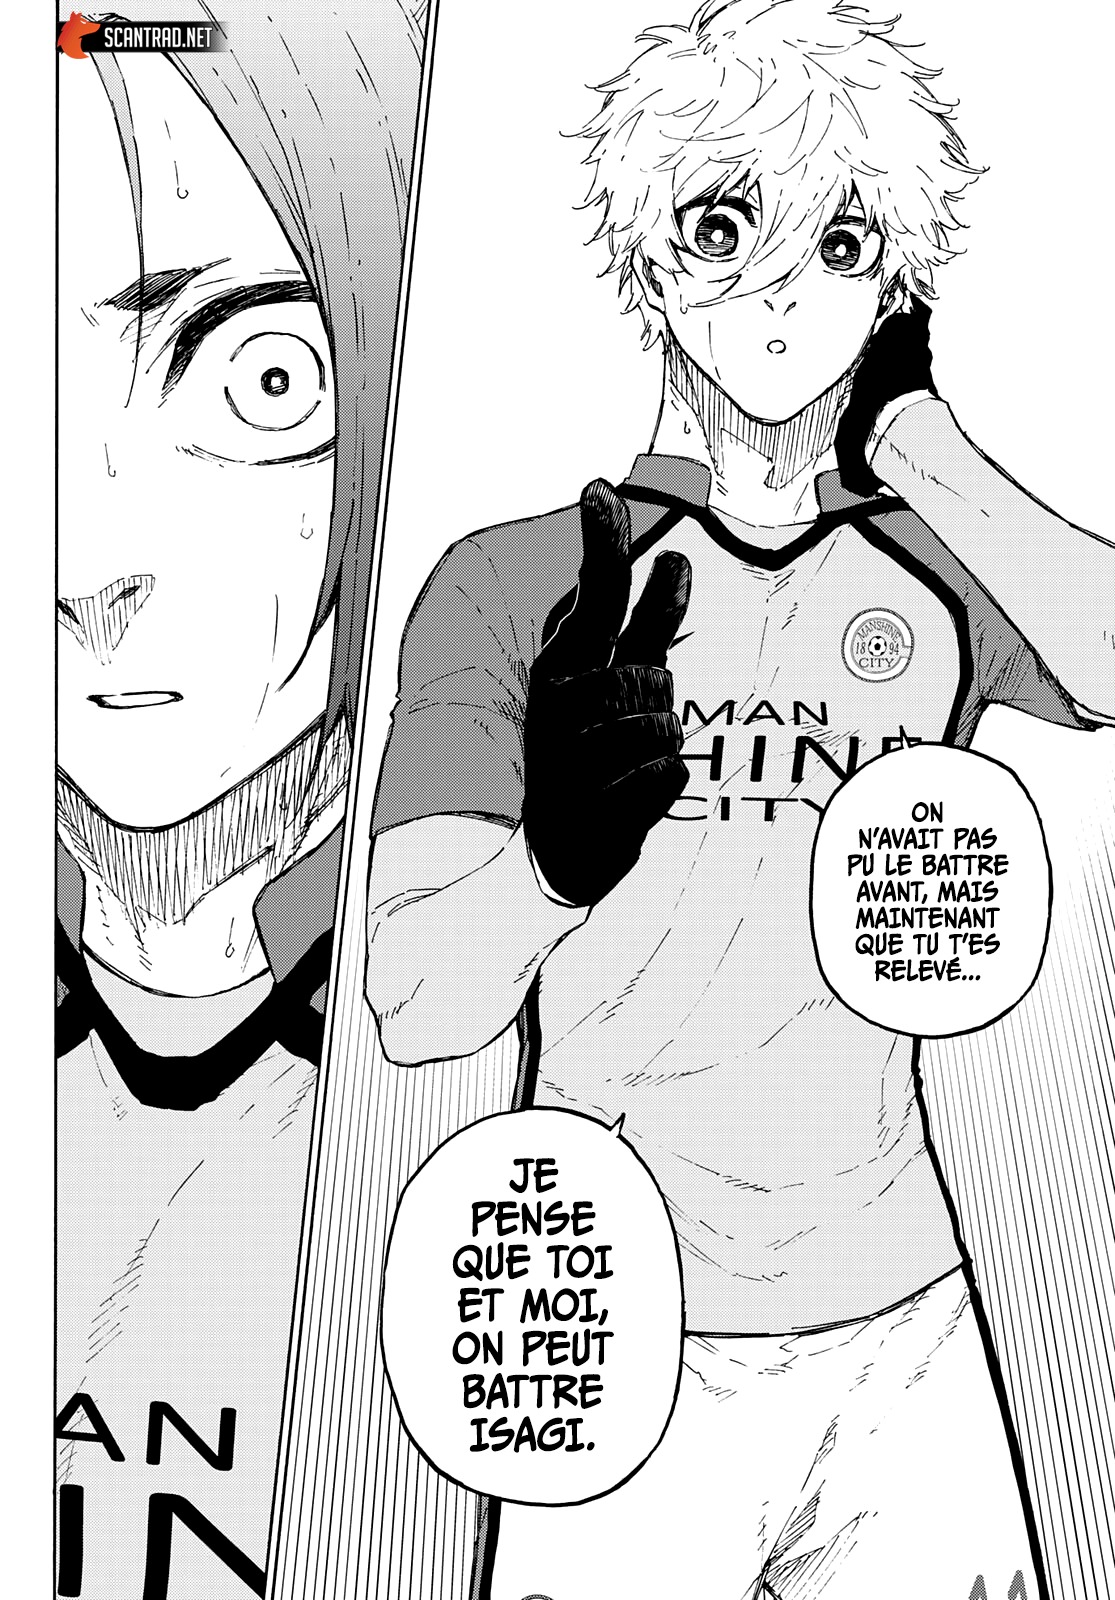 SCANTRAD.NET
MANSHINE
18 94
CITY
MAN
HINE
CITY
ON
N'AVAIT PAS
PU LE BATTRE
AVANT, MAIS
MAINTENANT
QUE TU T'ES
RELEVÉ...
JE
PENSE
QUE TOI
ET MOI,
ON PEUT
BATTRE
ISAGI.
AN
IN